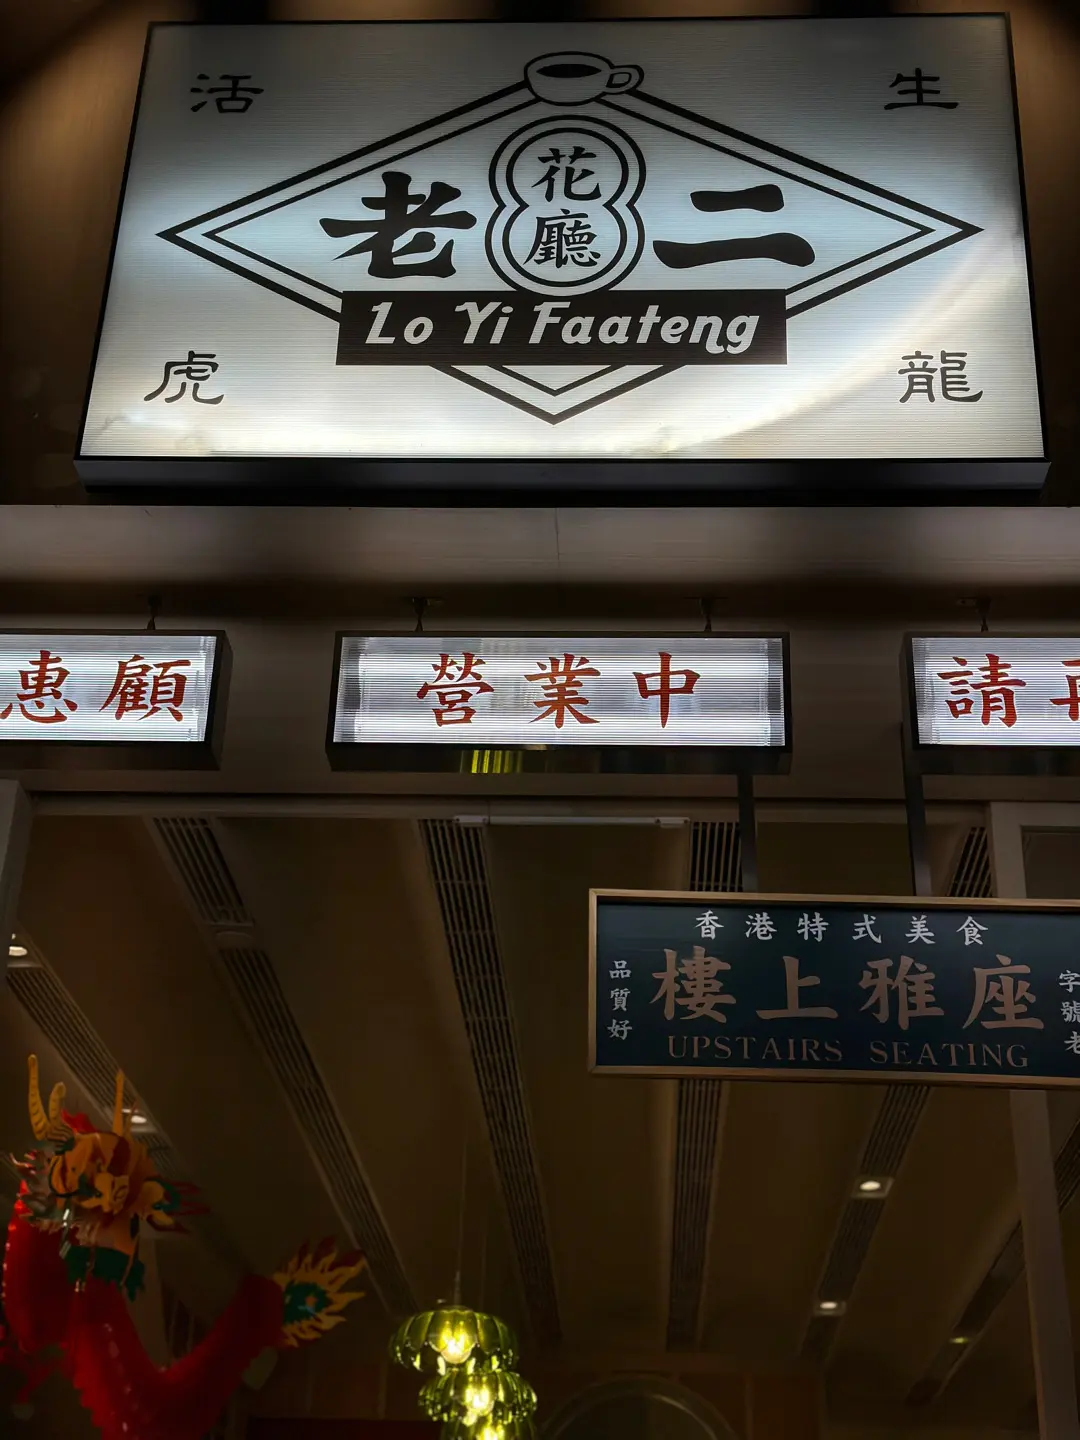 活 生
花
廳
老 二
Lo Yi Faateng
虎 龍
惠顧
營業中
請再
香港特式美食
品質好
樓上雅座
字號老
UPSTAIRS SEATING